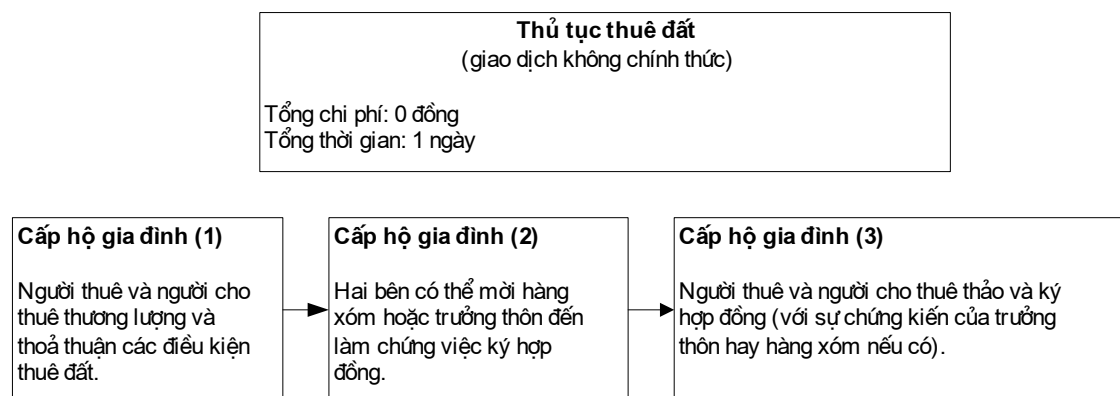 Thủ tục thuê đất
(giao dịch không chính thức)
Tổng chi phí: 0 đồng
Tổng thời gian: 1 ngày
Cấp hộ gia đình (1)
Người thuê và người cho
thuê thương lượng và
thoả thuận các điều kiện
thuê đất.
Cấp hộ gia đình (2)
Hai bên có thể mời hàng
xóm hoặc trưởng thôn đến
làm chứng việc ký hợp
đồng.
Cấp hộ gia đình (3)
Người thuê và người cho thuê thảo và ký
hợp đồng (với sự chứng kiến của trưởng
thôn hay hàng xóm nếu có).